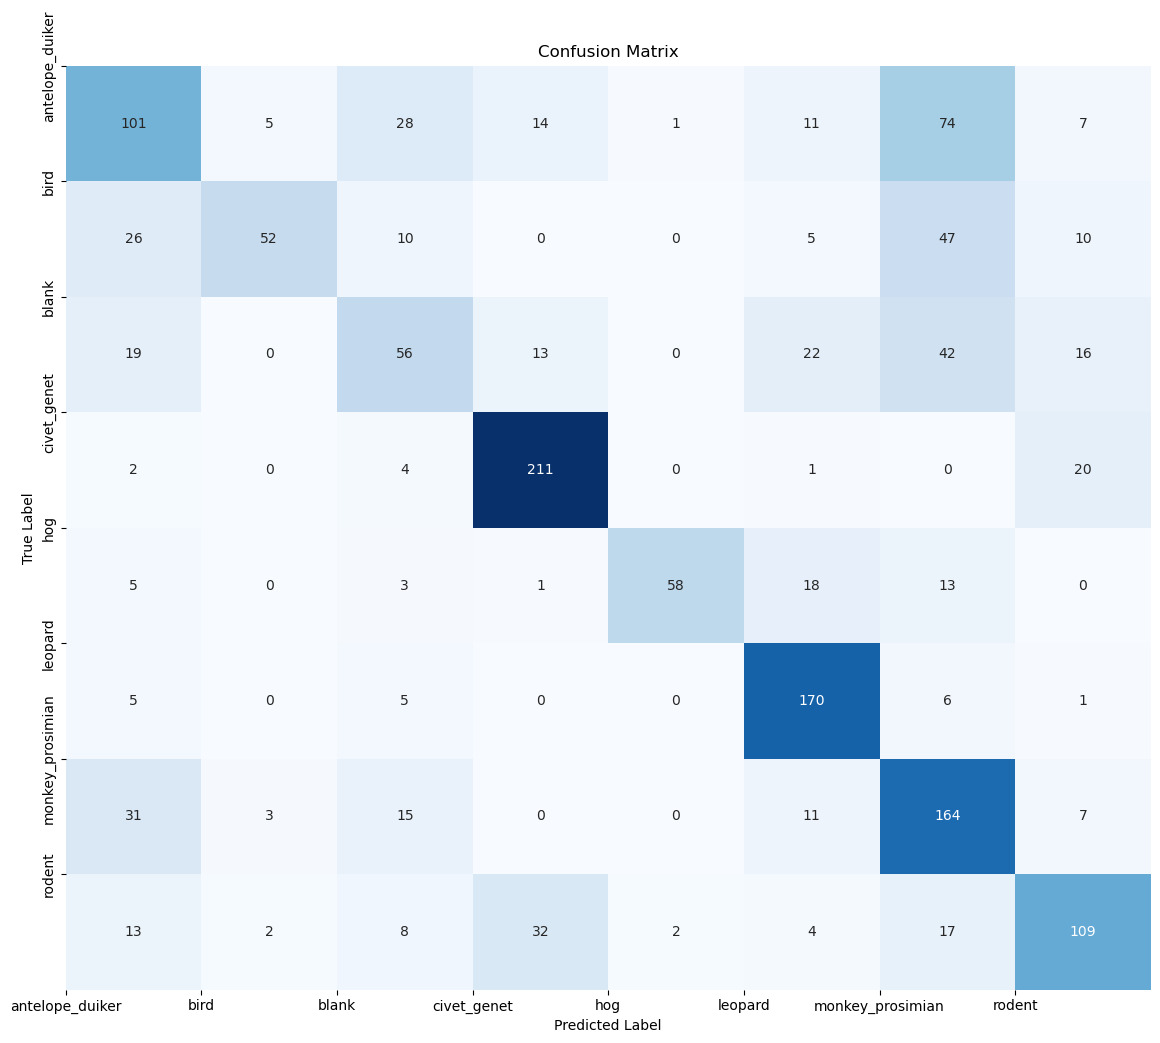 Confusion Matrix
antelope_duiker
101 5 28 14 1 11 74 7
bird
26 52 10 0 0 5 47 10
blank
19 0 56 13 0 22 42 16
civet_genet
2 0 4 211 0 1 0 20
True Label
hog
5 0 3 1 58 18 13 0
leopard
5 0 5 0 0 170 6 1
monkey_prosimian
31 3 15 0 0 11 164 7
rodent
13 2 8 32 2 4 17 109
antelope_duiker bird blank civet_genet hog leopard monkey_prosimian rodent
Predicted Label